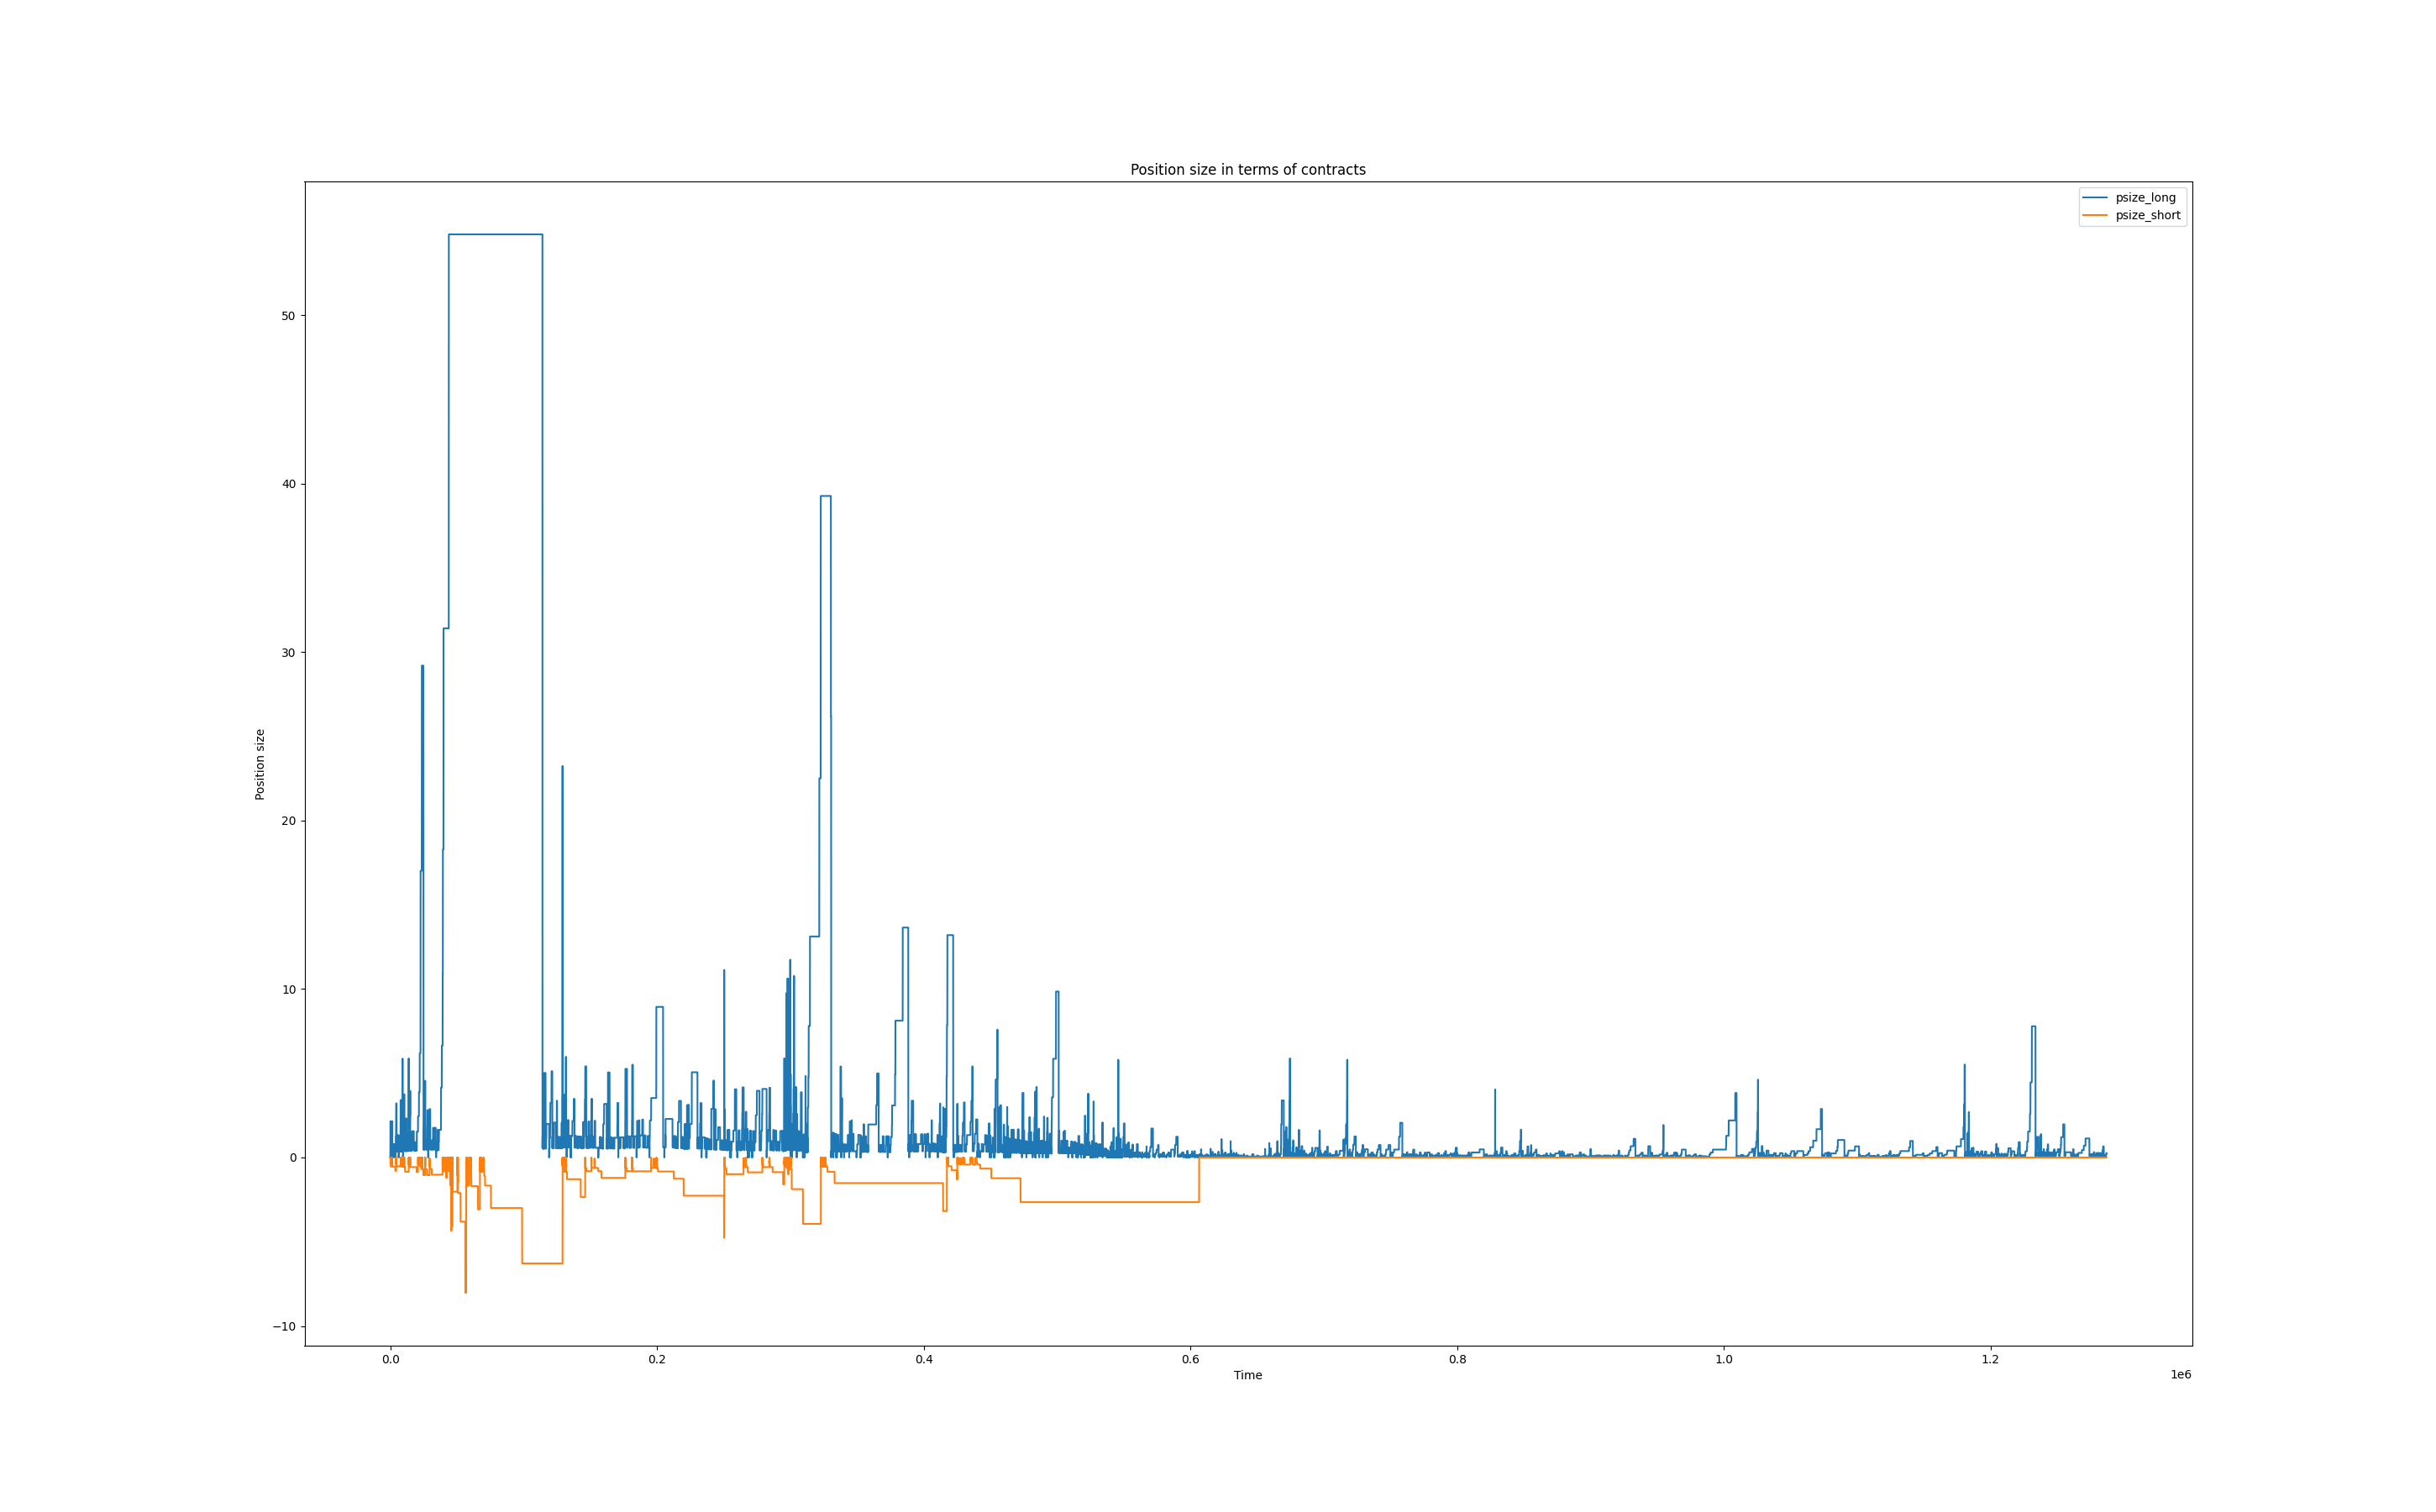 Position size in terms of contracts
psize_long
psize_short
Position size
50
40
30
20
10
0
−10
0.0
0.2
0.4
0.6
0.8
1.0
1.2
Time
1e6